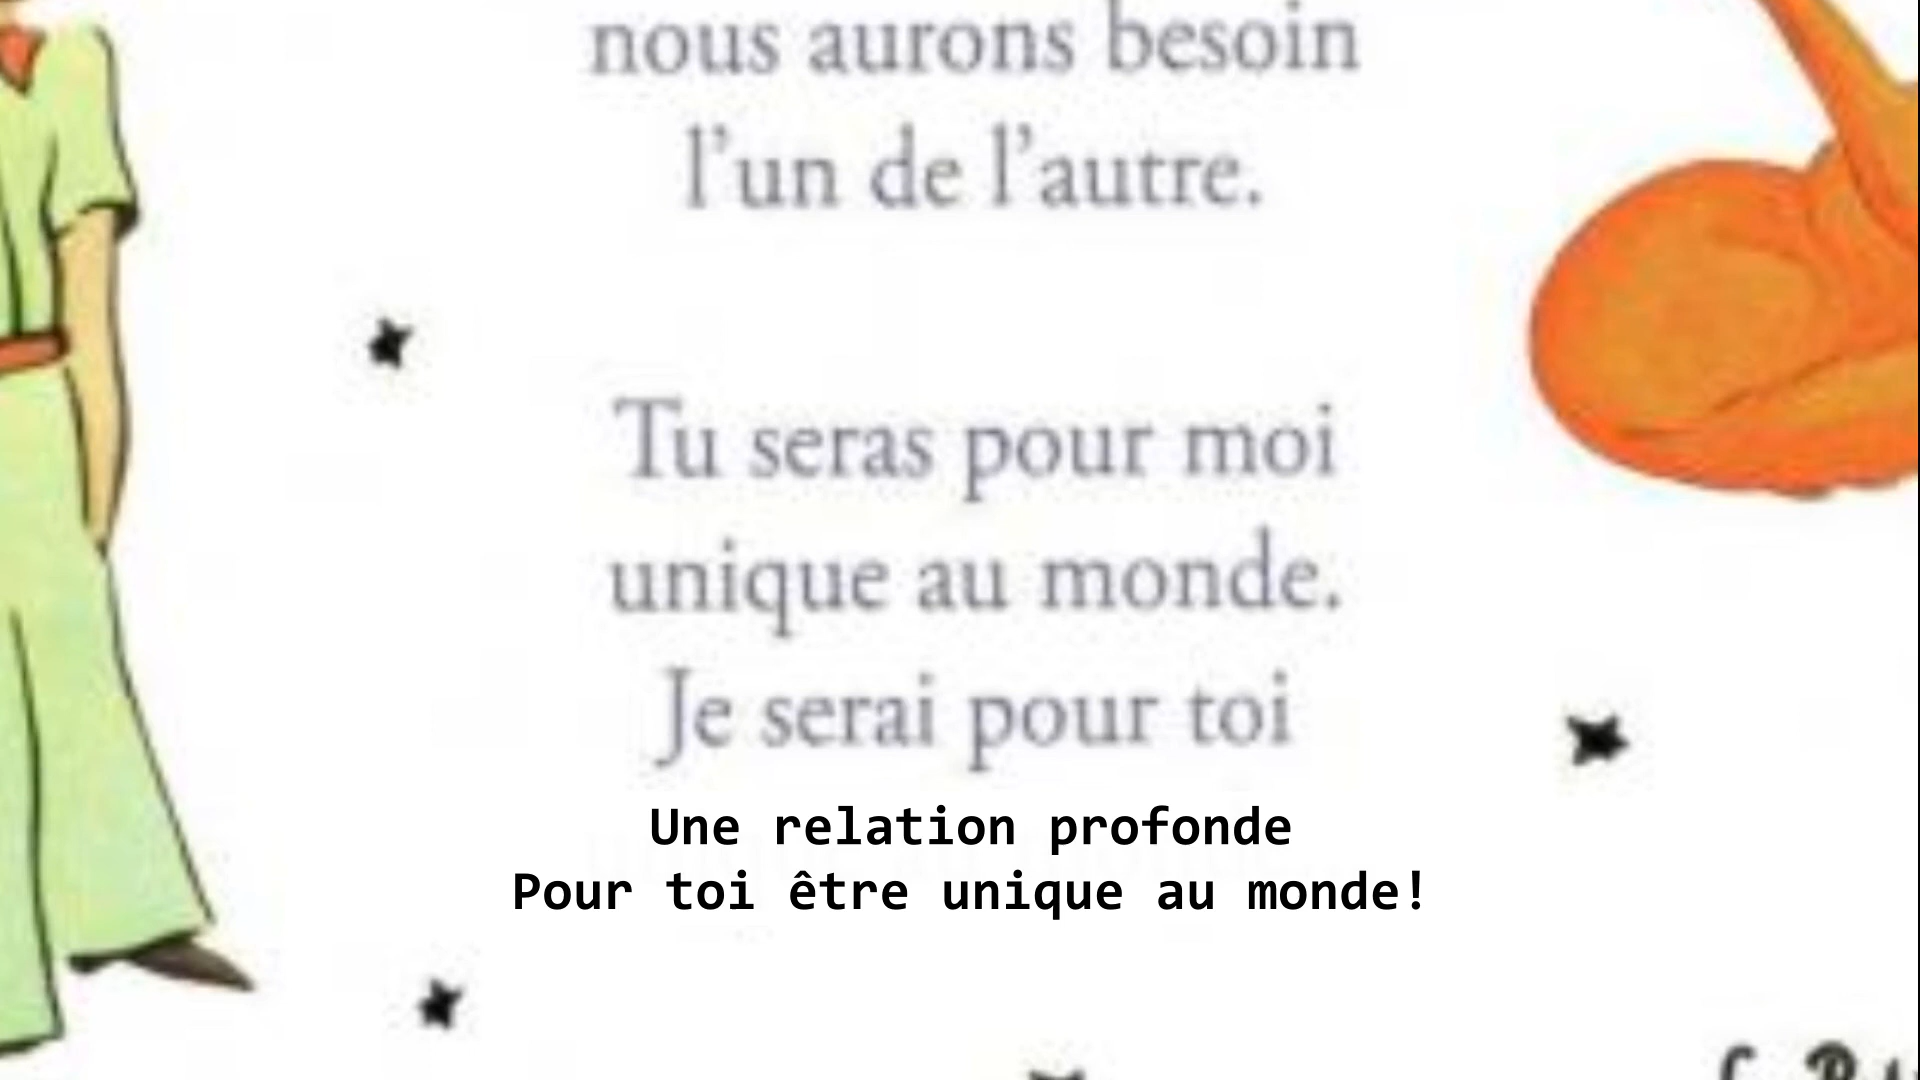 nous aurons besoin
l’un de l’autre.
Tu seras pour moi
unique au monde.
Je serai pour toi
Une relation profonde
Pour toi être unique au monde!